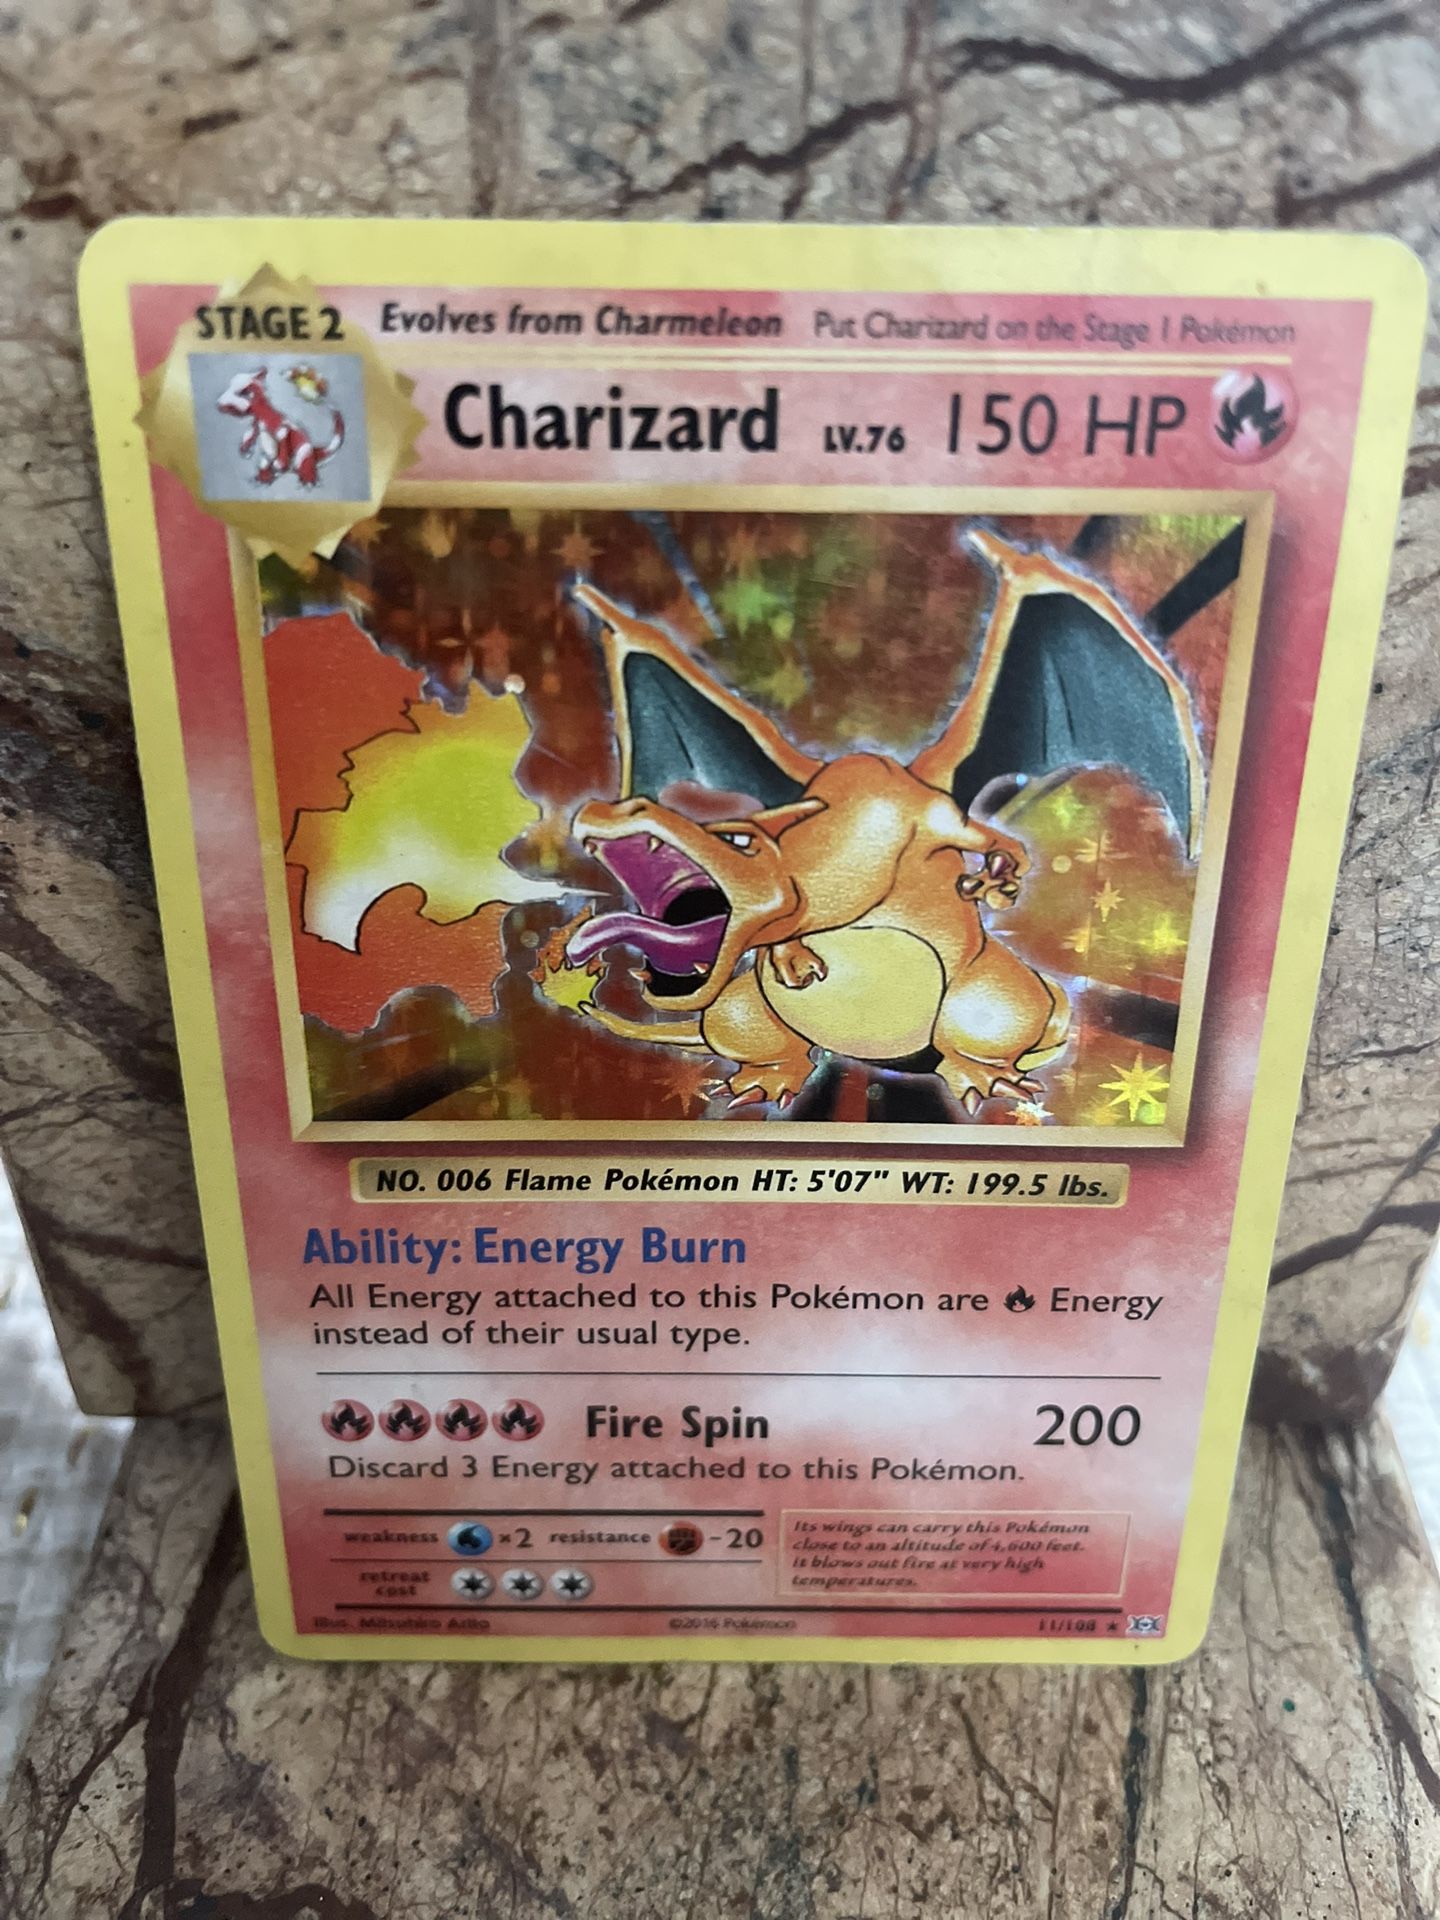 STAGE 2 Evolves from Charmeleon Put Charizard on the Stage 1 Pokémon
Charizard LV.76 150 HP
NO. 006 Flame Pokémon HT: 5'07" WT: 199.5 lbs.
Ability: Energy Burn
All Energy attached to this Pokémon are Energy
instead of their usual type.
Fire Spin 200
Discard 3 Energy attached to this Pokémon.
weakness ×2 resistance -20
retreat
cost
Its wings can carry this Pokémon
close to an altitude of 4,600 feet.
It blows out fire at very high
temperatures.
Illus. Mitsuhiro Arita ©2016 Pokémon 11/108